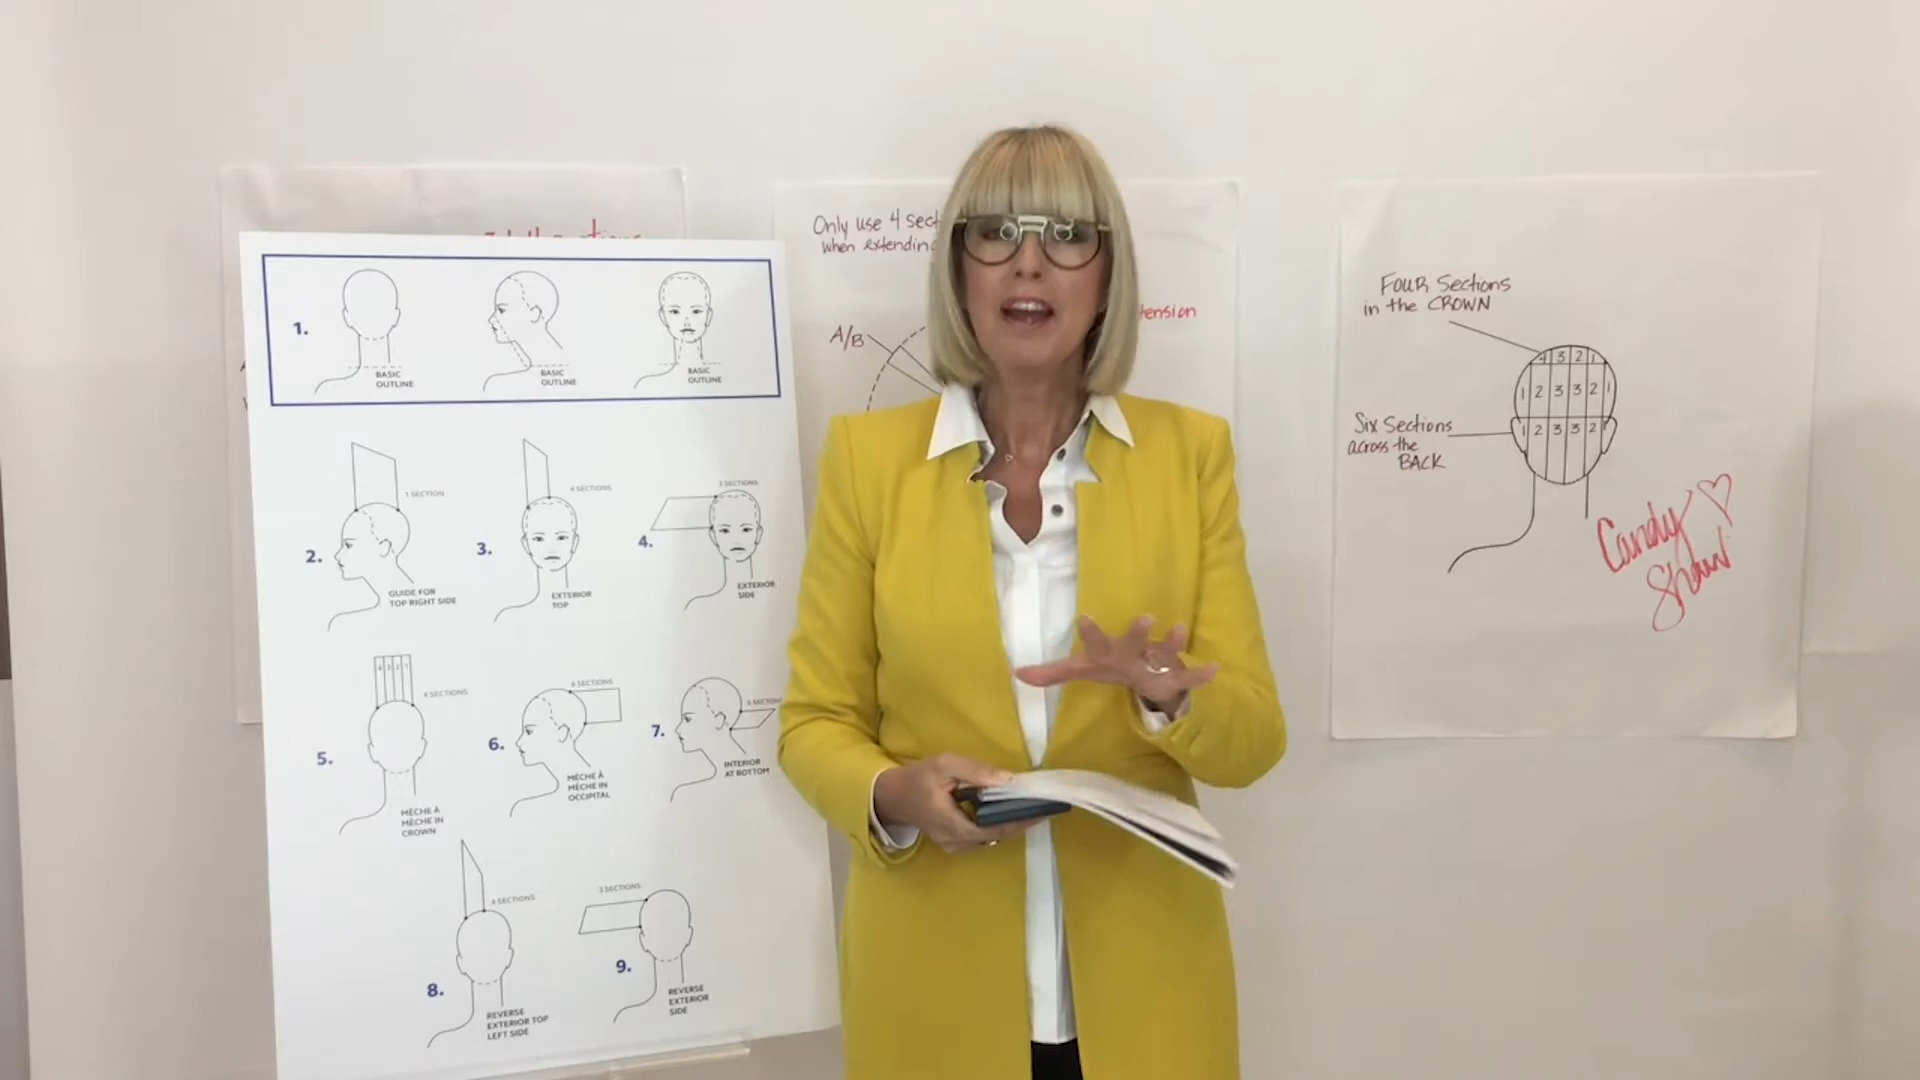 Only use 4 sect
when extending
A/B
tension
1.
BASIC
OUTLINE
BASIC
OUTLINE
BASIC
OUTLINE
2.
1 SECTION
GUIDE FOR
TOP RIGHT SIDE
3.
4 SECTIONS
EXTERIOR
TOP
4.
3 SECTIONS
EXTERIOR
SIDE
5.
4 3 2 1
4 SECTIONS
MÈCHE À
MÈCHE IN
CROWN
6.
6 SECTIONS
MÈCHE À
MÈCHE IN
OCCIPITAL
7.
INTERIOR
AT BOTTOM
8.
4 SECTIONS
REVERSE
EXTERIOR TOP
LEFT SIDE
9.
3 SECTIONS
REVERSE
EXTERIOR
SIDE
FOUR Sections
in the CROWN
4 3 2 1
1 2 3 3 2 1
Six Sections
across the
BACK
1 2 3 3 2
Candy
Shaw